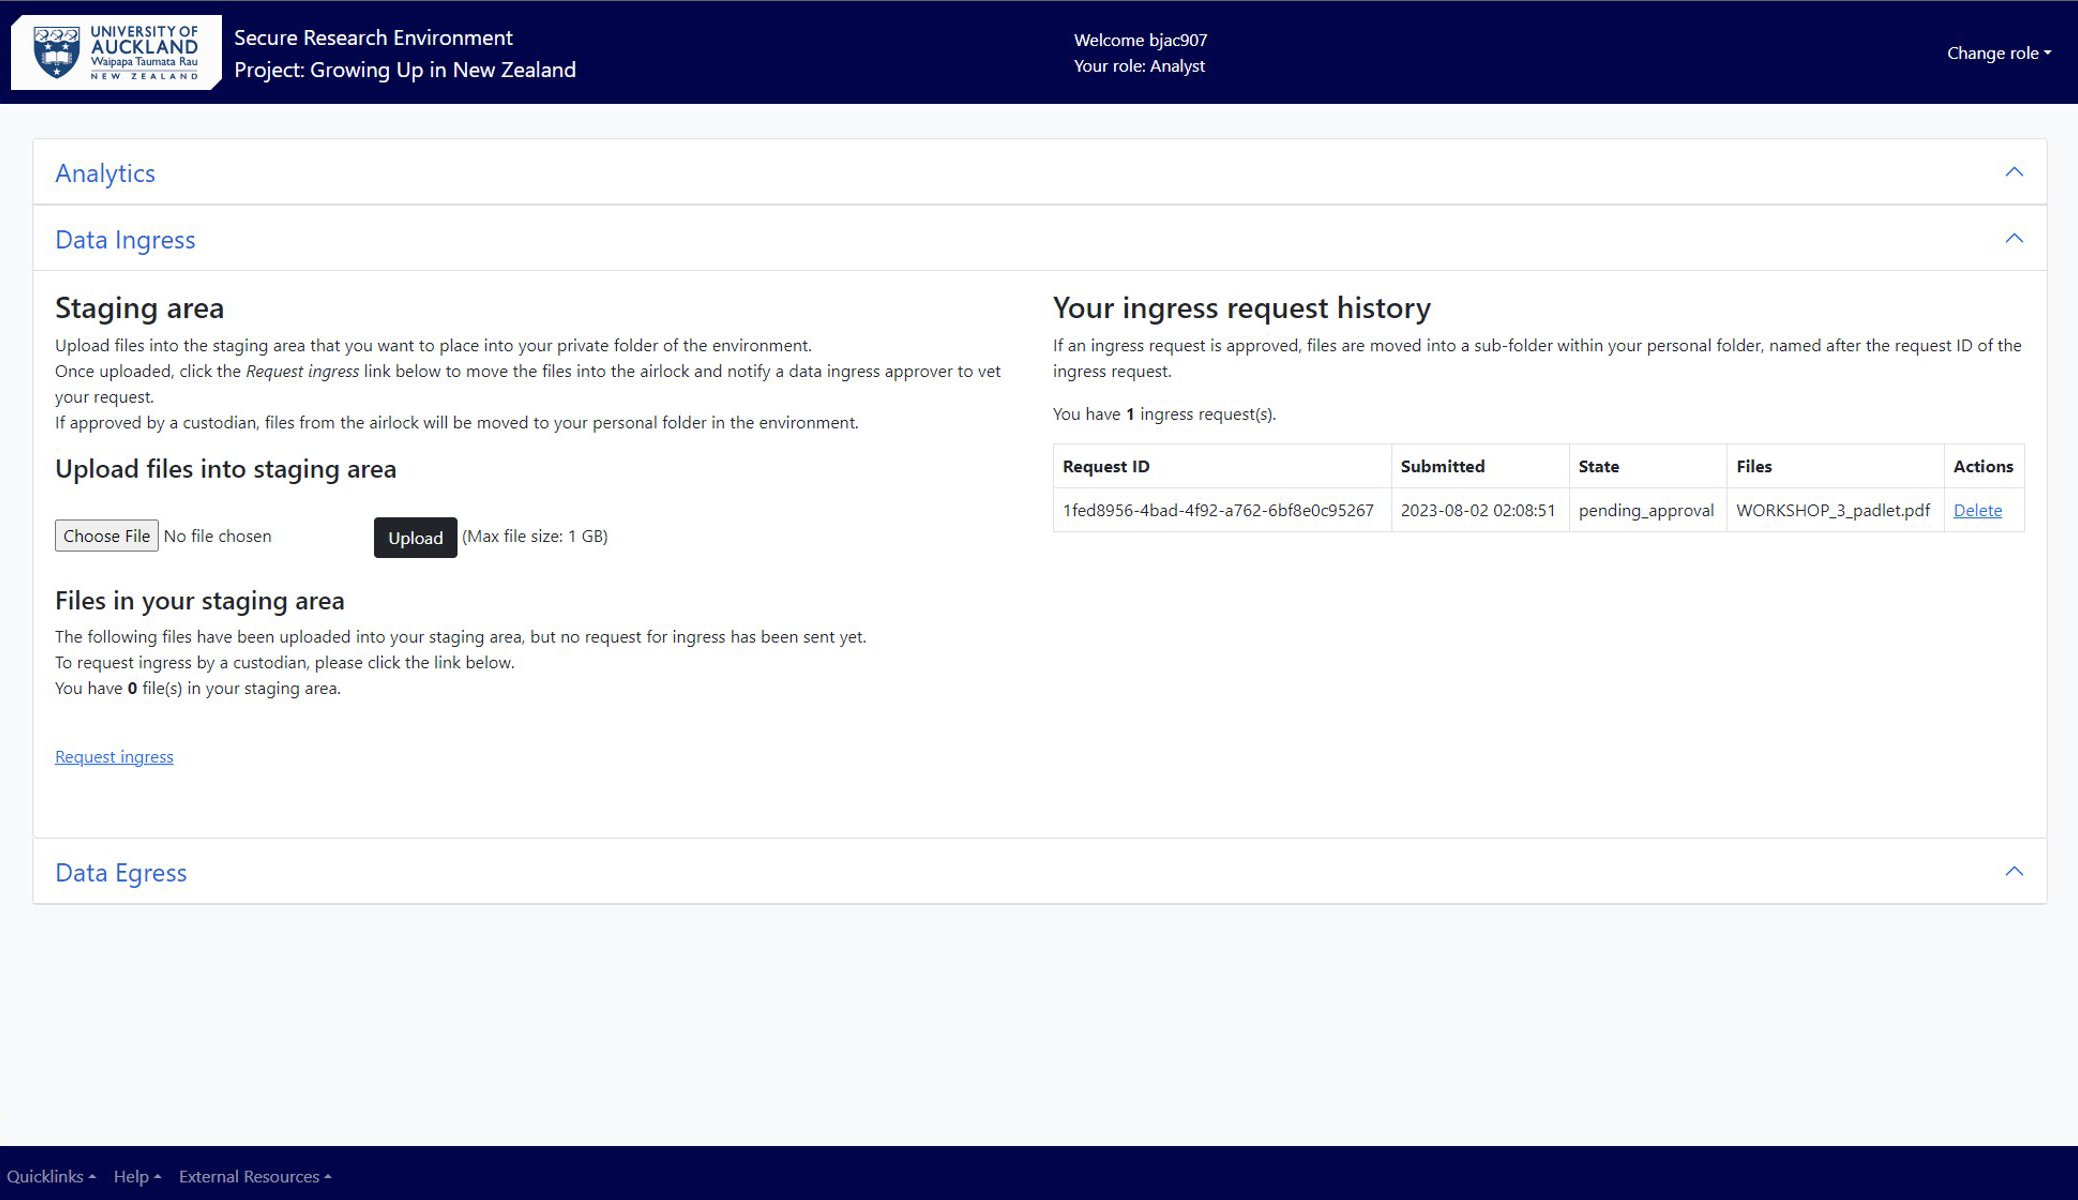 UNIVERSITY OF
AUCKLAND
Waipapa Taumata Rau
NEW ZEALAND
Secure Research Environment
Project: Growing Up in New Zealand
Welcome bjac907
Your role: Analyst
Change role
Analytics
Data Ingress
Staging area
Upload files into the staging area that you want to place into your private folder of the environment.
Once uploaded, click the Request ingress link below to move the files into the airlock and notify a data ingress approver to vet
your request.
If approved by a custodian, files from the airlock will be moved to your personal folder in the environment.
Upload files into staging area
Choose File No file chosen Upload (Max file size: 1 GB)
Files in your staging area
The following files have been uploaded into your staging area, but no request for ingress has been sent yet.
To request ingress by a custodian, please click the link below.
You have 0 file(s) in your staging area.
Request ingress
Your ingress request history
If an ingress request is approved, files are moved into a sub-folder within your personal folder, named after the request ID of the
ingress request.
You have 1 ingress request(s).
Request ID Submitted State Files Actions
1fed8956-4bad-4f92-a762-6bf8e0c95267 2023-08-02 02:08:51 pending_approval WORKSHOP_3_padlet.pdf Delete
Data Egress
Quicklinks Help External Resources